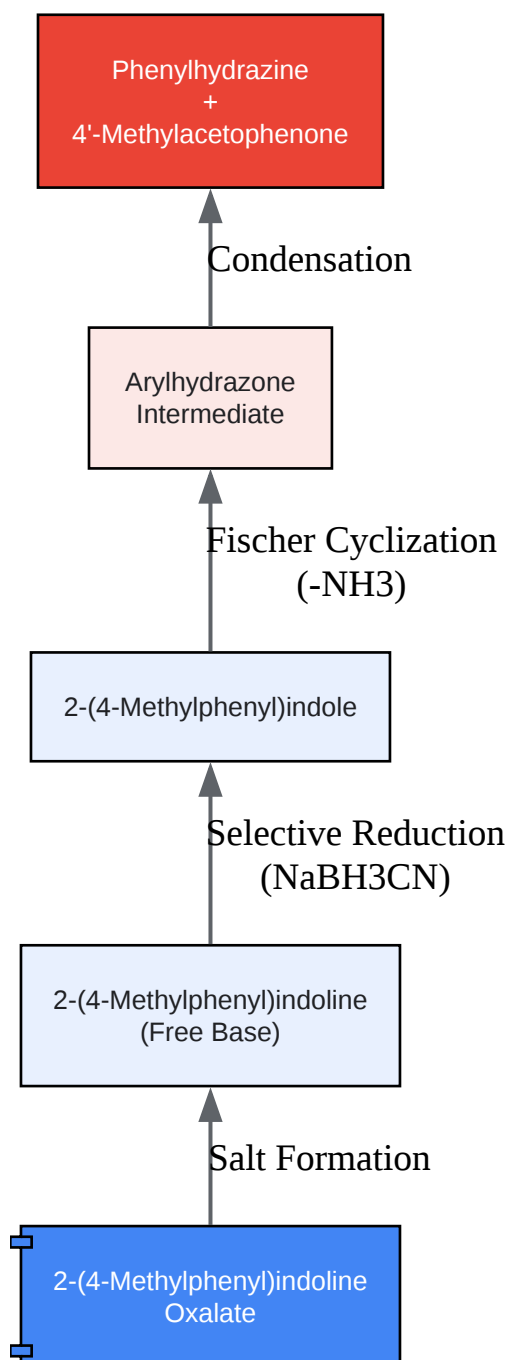 Phenylhydrazine
+
4'-Methylacetophenone
Condensation
Arylhydrazone
Intermediate
Fischer Cyclization
(-NH3)
2-(4-Methylphenyl)indole
Selective Reduction
(NaBH3CN)
2-(4-Methylphenyl)indoline
(Free Base)
Salt Formation
2-(4-Methylphenyl)indoline
Oxalate